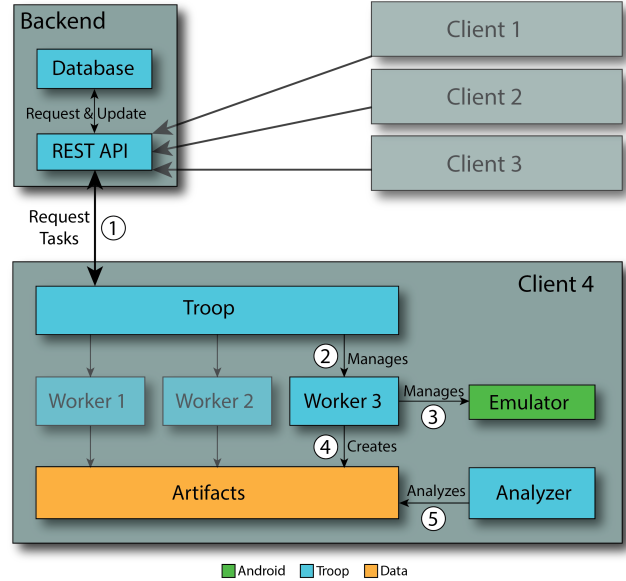 Backend
Database
Request & Update
REST API
Client 1
Client 2
Client 3
Request
Tasks
1
Client 4
Troop
2
Manages
Worker 1
Worker 2
Worker 3
Manages
3
Emulator
4
Creates
Artifacts
Analyzes
5
Analyzer
Android
Troop
Data